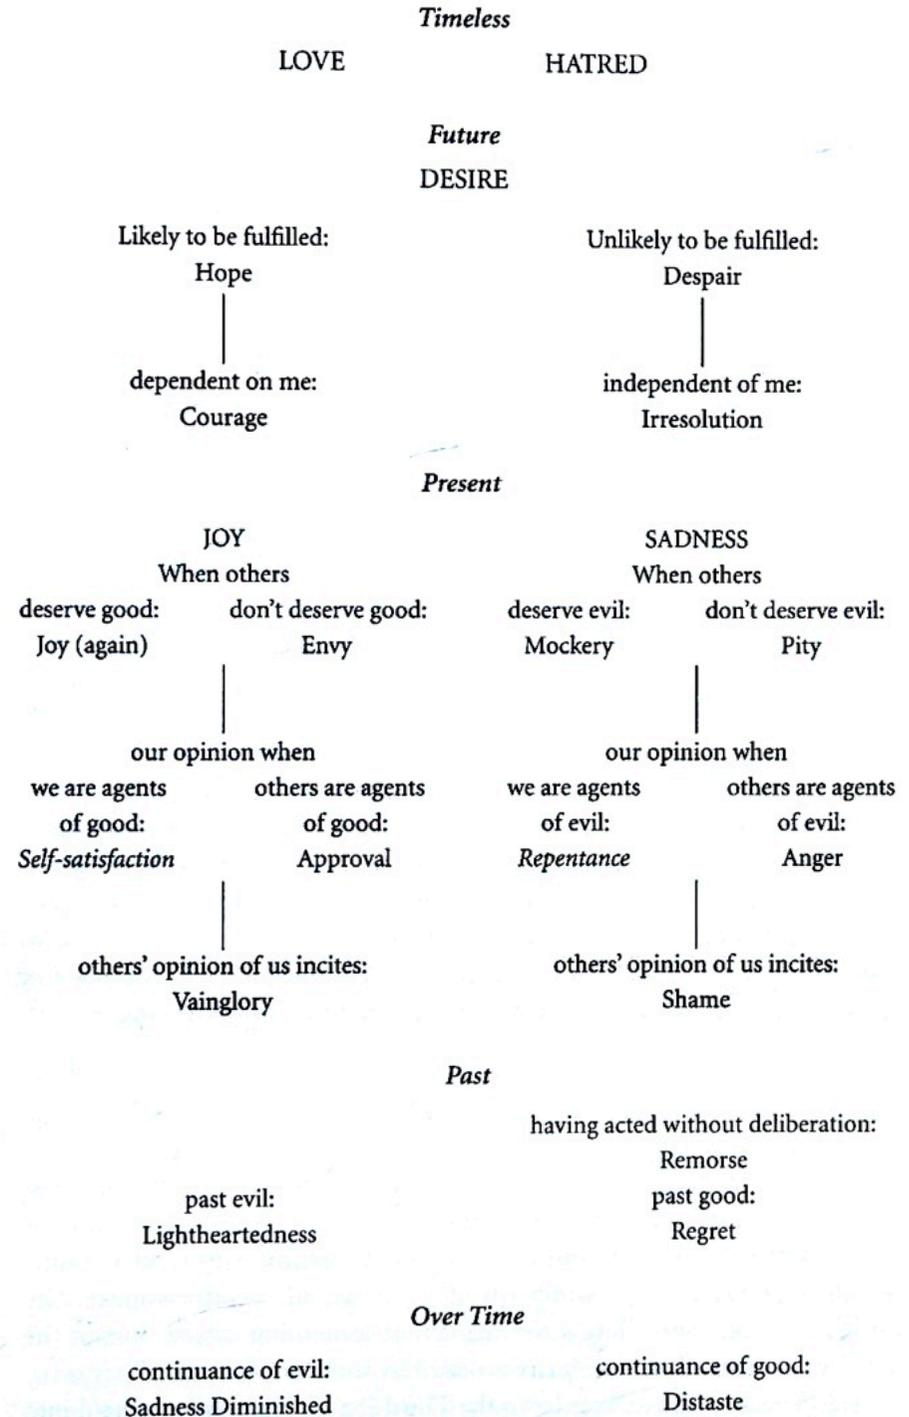 Timeless
LOVE HATRED
Future
DESIRE
Likely to be fulfilled: Unlikely to be fulfilled:
Hope Despair
dependent on me: independent of me:
Courage Irresolution
Present
JOY SADNESS
When others When others
deserve good: don't deserve good: deserve evil: don't deserve evil:
Joy (again) Envy Mockery Pity
our opinion when our opinion when
we are agents others are agents we are agents others are agents
of good: of good: of evil: of evil:
Self-satisfaction Approval Repentance Anger
others' opinion of us incites: others' opinion of us incites:
Vainglory Shame
Past
having acted without deliberation:
Remorse
past evil: past good:
Lightheartedness Regret
Over Time
continuance of evil: continuance of good:
Sadness Diminished Distaste